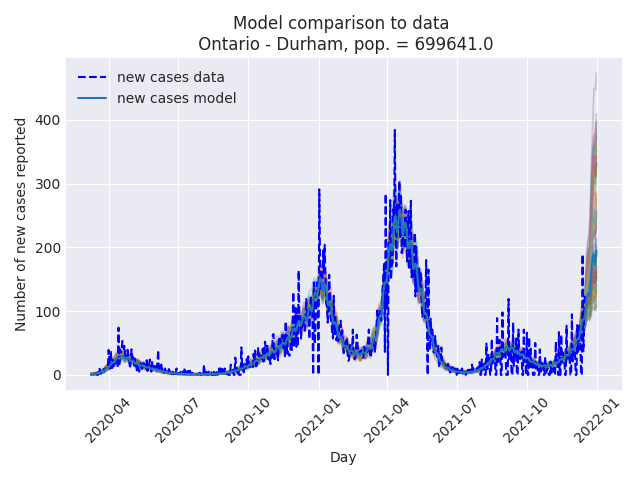 Model comparison to data
Ontario - Durham, pop. = 699641.0
new cases data
new cases model
Number of new cases reported
400
300
200
100
0
2020-04
2020-07
2020-10
2021-01
2021-04
2021-07
2021-10
2022-01
Day